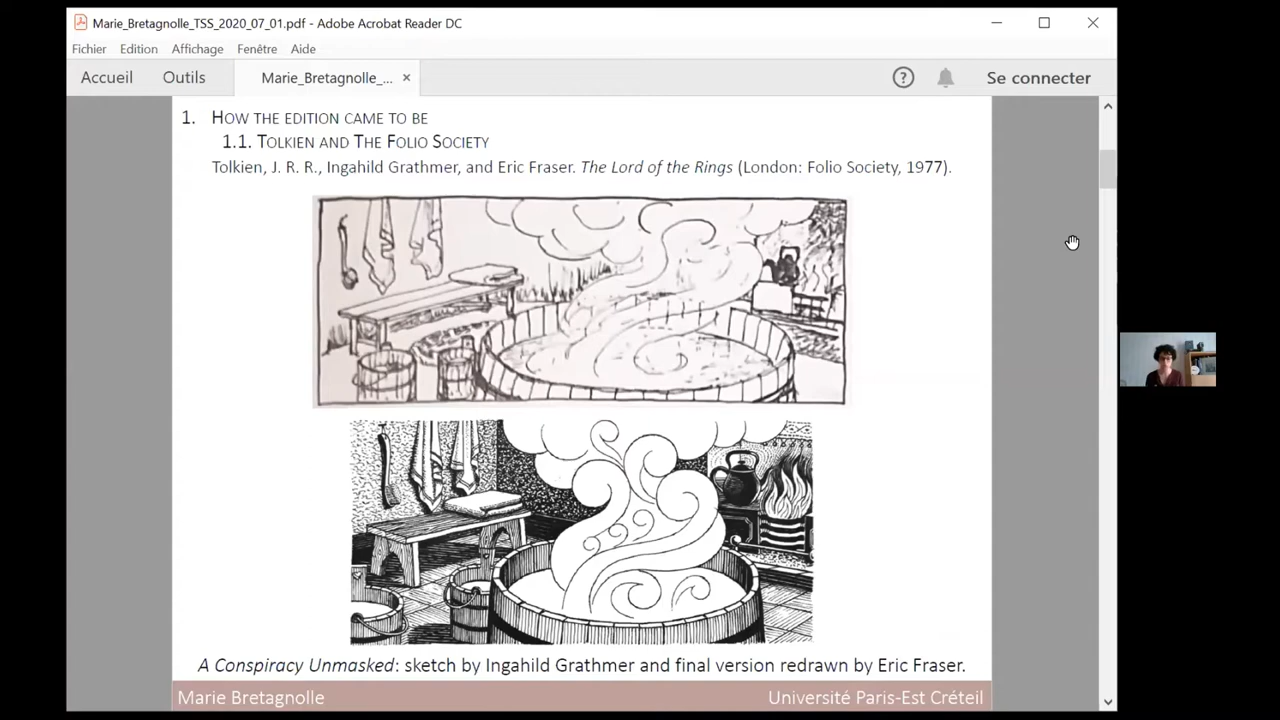 Marie_Bretagnolle_TSS_2020_07_01.pdf - Adobe Acrobat Reader DC
Fichier Edition Affichage Fenêtre Aide
Accueil Outils Marie_Bretagnolle_... × ? Se connecter
1. HOW THE EDITION CAME TO BE
1.1. TOLKIEN AND THE FOLIO SOCIETY
Tolkien, J. R. R., Ingahild Grathmer, and Eric Fraser. The Lord of the Rings (London: Folio Society, 1977).
A Conspiracy Unmasked: sketch by Ingahild Grathmer and final version redrawn by Eric Fraser.
Marie Bretagnolle Université Paris-Est Créteil